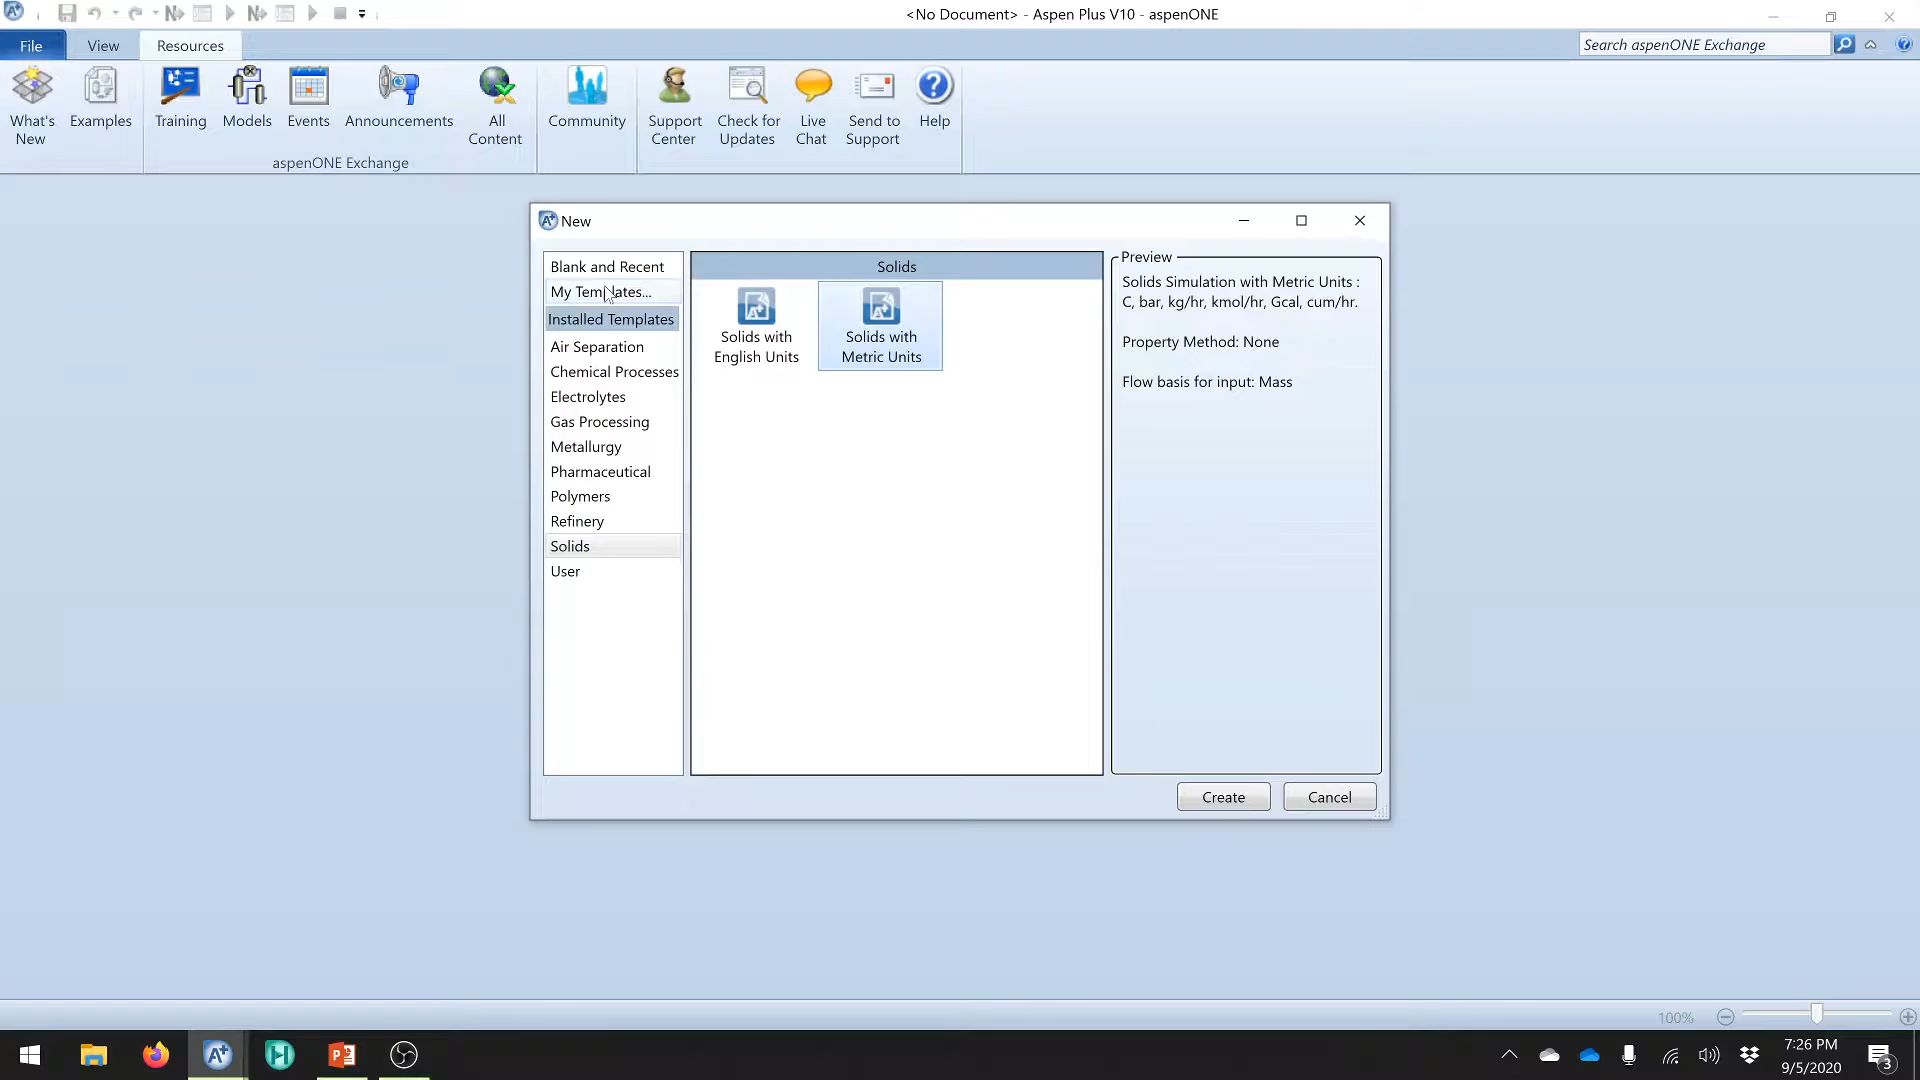 <No Document> - Aspen Plus V10 - aspenONE
File
View
Resources
Search aspenONE Exchange
What's New
Examples
Training
Models
Events
Announcements
All Content
Community
Support Center
Check for Updates
Live Chat
Send to Support
Help
aspenONE Exchange
New
Blank and Recent
My Templates...
Installed Templates
Air Separation
Chemical Processes
Electrolytes
Gas Processing
Metallurgy
Pharmaceutical
Polymers
Refinery
Solids
User
Solids
Solids with
English Units
Solids with
Metric Units
Preview
Solids Simulation with Metric Units :
C, bar, kg/hr, kmol/hr, Gcal, cum/hr.
Property Method: None
Flow basis for input: Mass
Create
Cancel
100%
7:26 PM
9/5/2020
3